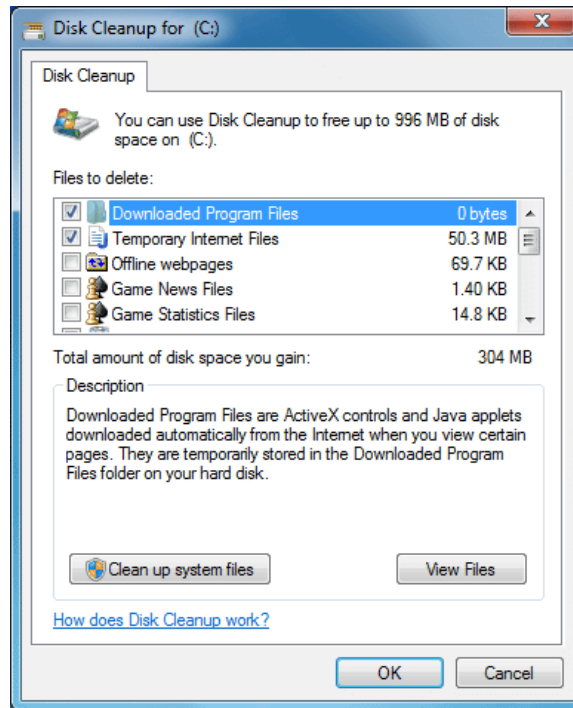 Disk Cleanup for  (C:)
Disk Cleanup
You can use Disk Cleanup to free up to 996 MB of disk
space on  (C:).
Files to delete:
Downloaded Program Files 0 bytes
Temporary Internet Files 50.3 MB
Offline webpages 69.7 KB
Game News Files 1.40 KB
Game Statistics Files 14.8 KB
Total amount of disk space you gain: 304 MB
Description
Downloaded Program Files are ActiveX controls and Java applets
downloaded automatically from the Internet when you view certain
pages. They are temporarily stored in the Downloaded Program
Files folder on your hard disk.
Clean up system files View Files
How does Disk Cleanup work?
OK Cancel